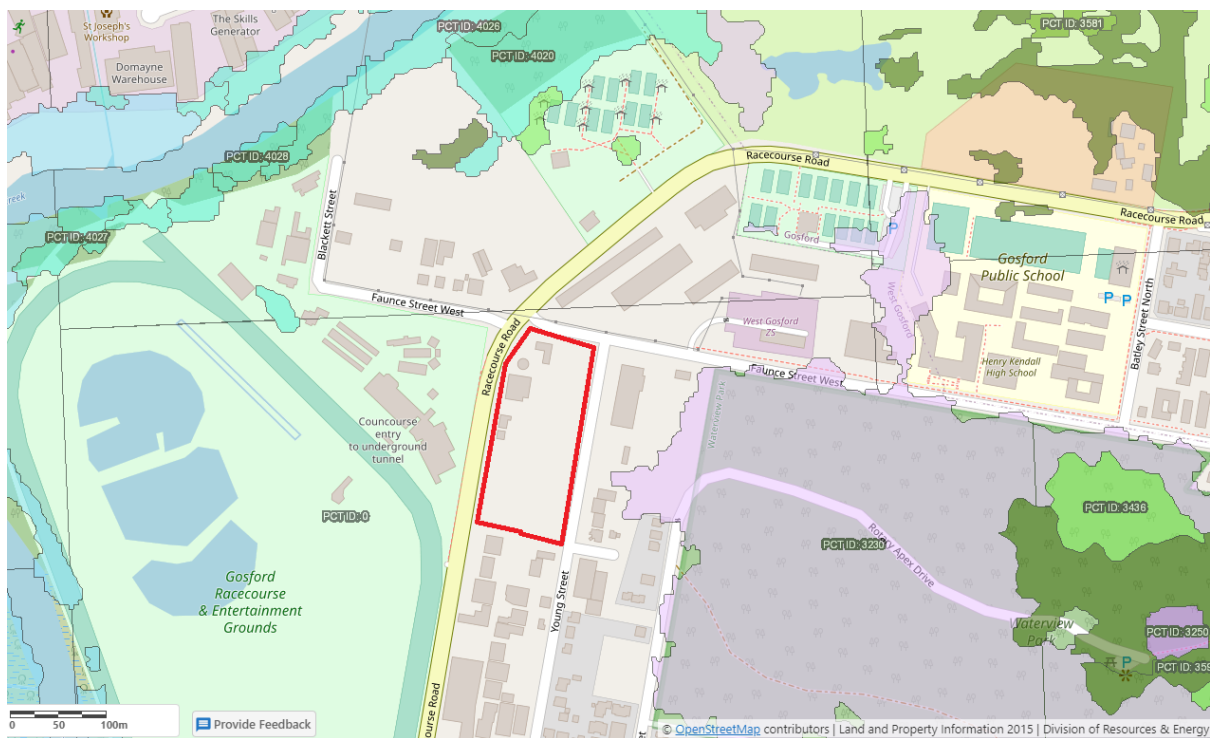 St Joseph's
Workshop
The Skills
Generator
Domayne
Warehouse
PCT ID: 4026
PCT ID: 4020
PCT ID: 3581
PCT ID: 4028
PCT ID: 4027
Creek
Blackett Street
Racecourse Road
Racecourse Road
Gosford
P
Gosford
Public School
West Gosford
P P
Batley Street North
Faunce Street West
Racecourse Road
West Gosford
ZS
Henry Kendall
High School
Faunce Street West
Waterview Park
Councourse
entry
to underground
tunnel
PCT ID: 0
PCT ID: 3436
PCT ID: 3230
Rotary Apex Drive
Gosford
Racecourse
& Entertainment
Grounds
Young Street
Waterview
Park
P
PCT ID: 3250
PCT ID: 359
course Road
0 50 100m
Provide Feedback
© OpenStreetMap contributors | Land and Property Information 2015 | Division of Resources & Energy